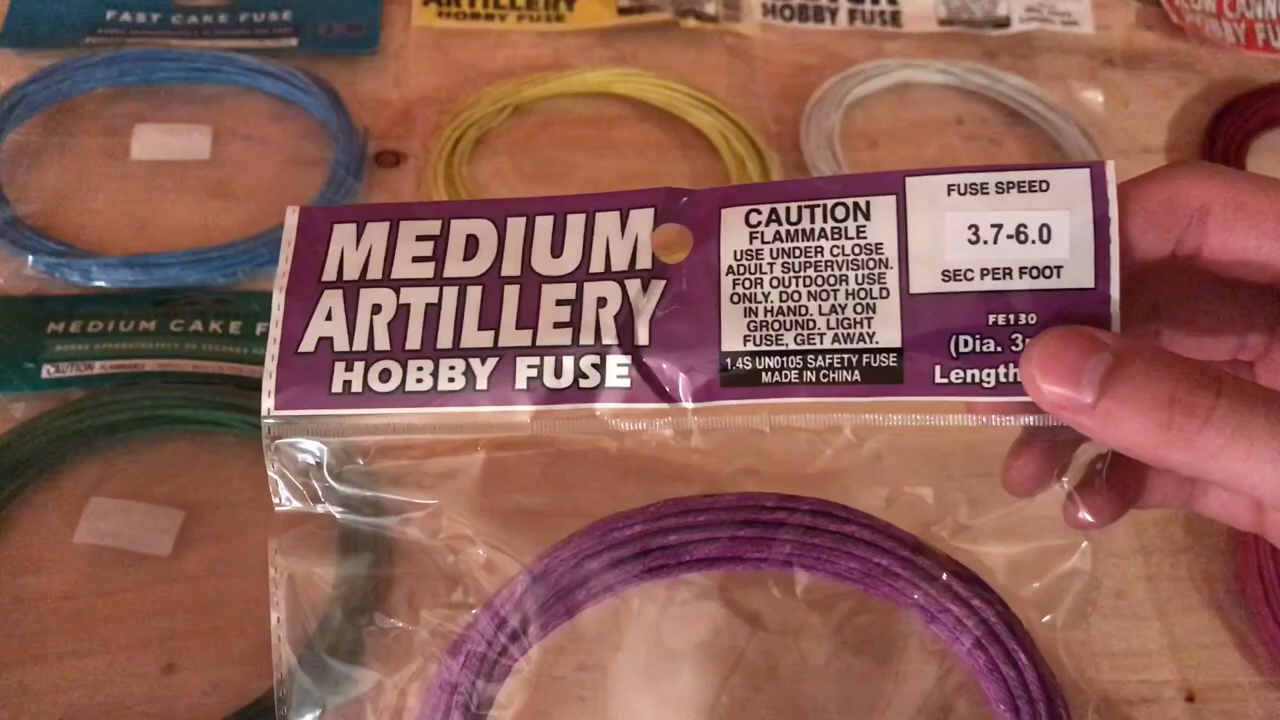 FAST CAKE FUSE
ARTILLERY
HOBBY FUSE
HOBBY FUSE
MEDIUM CAKE F
MEDIUM
ARTILLERY
HOBBY FUSE
CAUTION
FLAMMABLE
USE UNDER CLOSE
ADULT SUPERVISION.
FOR OUTDOOR USE
ONLY. DO NOT HOLD
IN HAND. LAY ON
GROUND. LIGHT
FUSE, GET AWAY.
1.4S UN0105 SAFETY FUSE
MADE IN CHINA
FUSE SPEED
3.7-6.0
SEC PER FOOT
FE130
(Dia. 3
Length